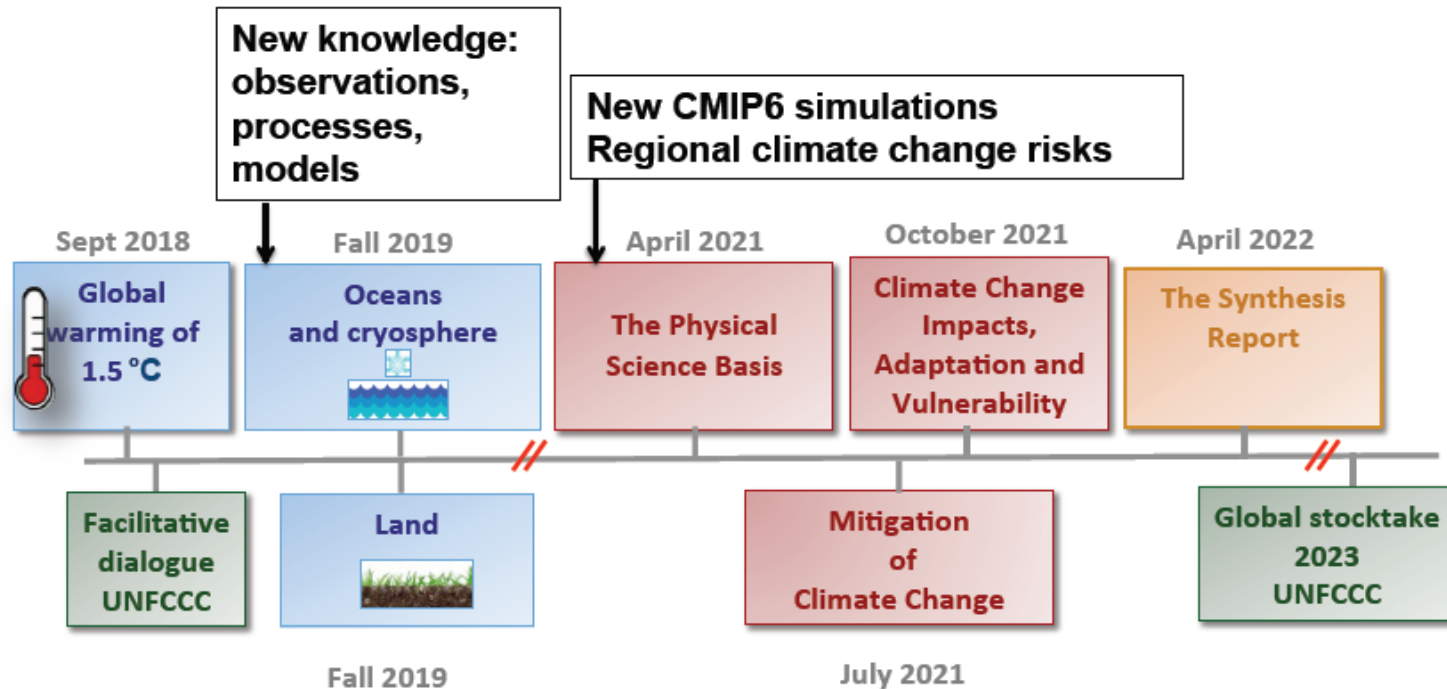 New knowledge:
observations,
processes,
models
New CMIP6 simulations
Regional climate change risks
Sept 2018
Fall 2019
April 2021
October 2021
April 2022
Global
warming of
1.5 °C
Oceans
and cryosphere
The Physical
Science Basis
Climate Change
Impacts,
Adaptation and
Vulnerability
The Synthesis
Report
Facilitative
dialogue
UNFCCC
Land
Mitigation
of
Climate Change
Global stocktake
2023
UNFCCC
Fall 2019
July 2021